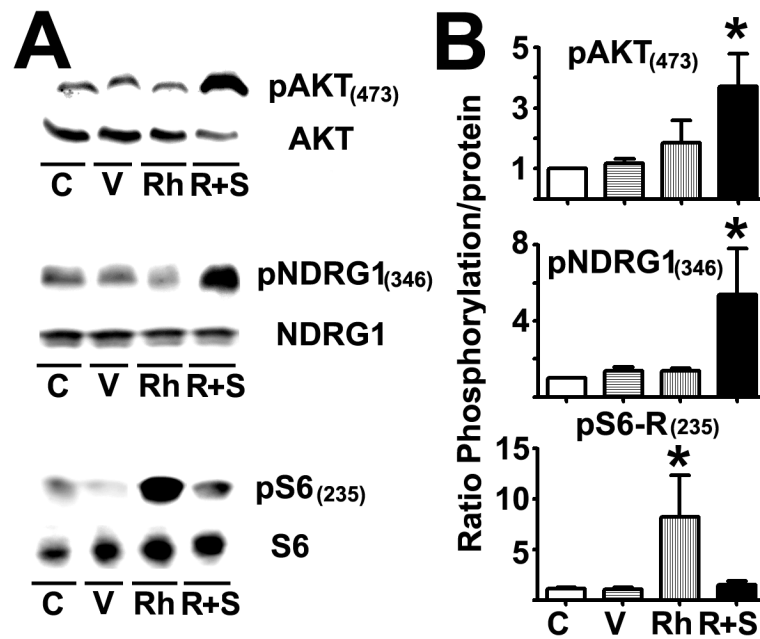 A
pAKT(473)
AKT
C V Rh R+S
pNDRG1(346)
NDRG1
C V Rh R+S
pS6(235)
S6
C V Rh R+S
B
Ratio Phosphorylation/protein
pAKT(473)
5
3
1
*
pNDRG1(346)
8
4
*
pS6-R(235)
15
10
5
*
C V Rh R+S